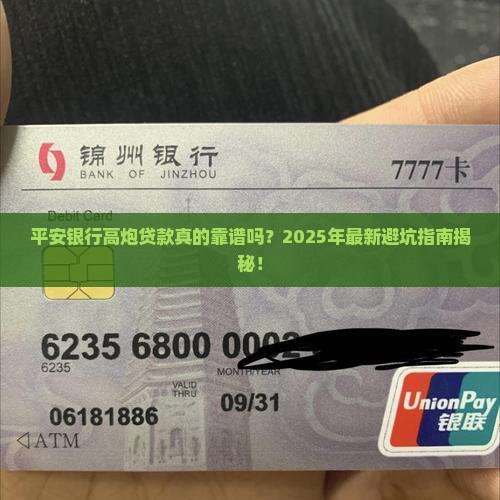 锦州银行
BANK OF JINZHOU
7777卡
Debit Card
平安银行高炮贷款真的靠谱吗？2025年最新避坑指南揭
秘！
6235 6800 0002
6235
MONTH/YEAR
VALID
THRU
09/31
06181886
ATM
UnionPay
银联